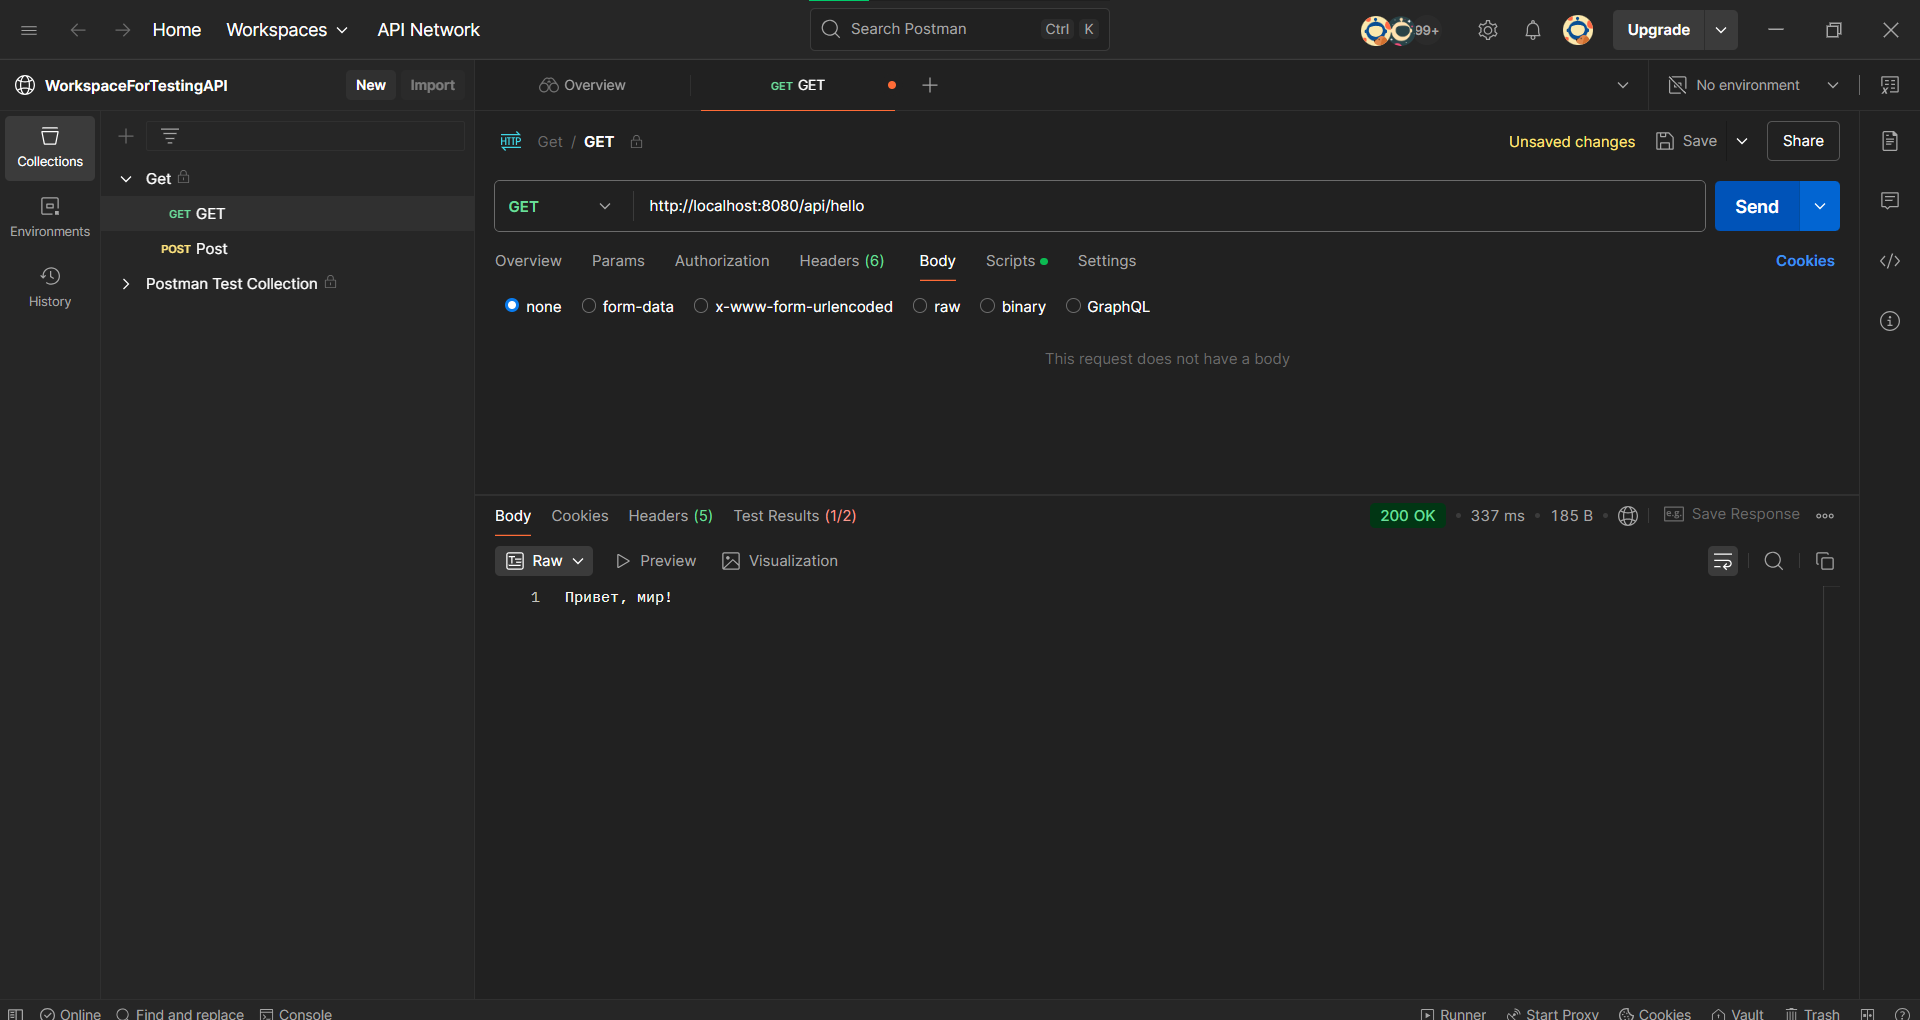 Home Workspaces API Network Search Postman Ctrl K 99+ Upgrade
WorkspaceForTestingAPI New Import Overview GET GET No environment
Collections
Environments
History
Get
GET GET
POST Post
Postman Test Collection
HTTP Get / GET Unsaved changes Save Share
GET http://localhost:8080/api/hello Send
Overview Params Authorization Headers (6) Body Scripts Settings Cookies
none form-data x-www-form-urlencoded raw binary GraphQL
This request does not have a body
Body Cookies Headers (5) Test Results (1/2) 200 OK • 337 ms • 185 B • e.g. Save Response
Raw Preview Visualization
1 Привет, мир!
Online Find and replace Console Runner Start Proxy Cookies Vault Trash